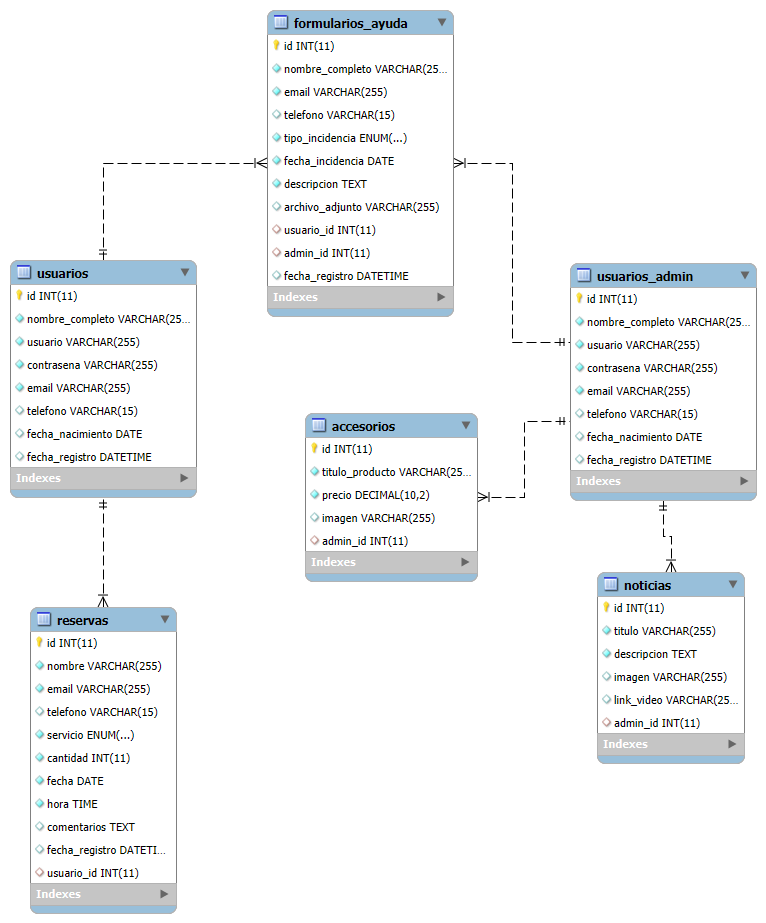 formularios_ayuda
id INT(11)
nombre_completo VARCHAR(25...
email VARCHAR(255)
telefono VARCHAR(15)
tipo_incidencia ENUM(...)
fecha_incidencia DATE
descripcion TEXT
archivo_adjunto VARCHAR(255)
usuario_id INT(11)
admin_id INT(11)
fecha_registro DATETIME
Indexes
usuarios
id INT(11)
nombre_completo VARCHAR(25...
usuario VARCHAR(255)
contrasena VARCHAR(255)
email VARCHAR(255)
telefono VARCHAR(15)
fecha_nacimiento DATE
fecha_registro DATETIME
Indexes
usuarios_admin
id INT(11)
nombre_completo VARCHAR(25...
usuario VARCHAR(255)
contrasena VARCHAR(255)
email VARCHAR(255)
telefono VARCHAR(15)
fecha_nacimiento DATE
fecha_registro DATETIME
Indexes
accesorios
id INT(11)
titulo_producto VARCHAR(25...
precio DECIMAL(10,2)
imagen VARCHAR(255)
admin_id INT(11)
Indexes
noticias
id INT(11)
titulo VARCHAR(255)
descripcion TEXT
imagen VARCHAR(255)
link_video VARCHAR(25...
admin_id INT(11)
Indexes
reservas
id INT(11)
nombre VARCHAR(255)
email VARCHAR(255)
telefono VARCHAR(15)
servicio ENUM(...)
cantidad INT(11)
fecha DATE
hora TIME
comentarios TEXT
fecha_registro DATETI...
usuario_id INT(11)
Indexes